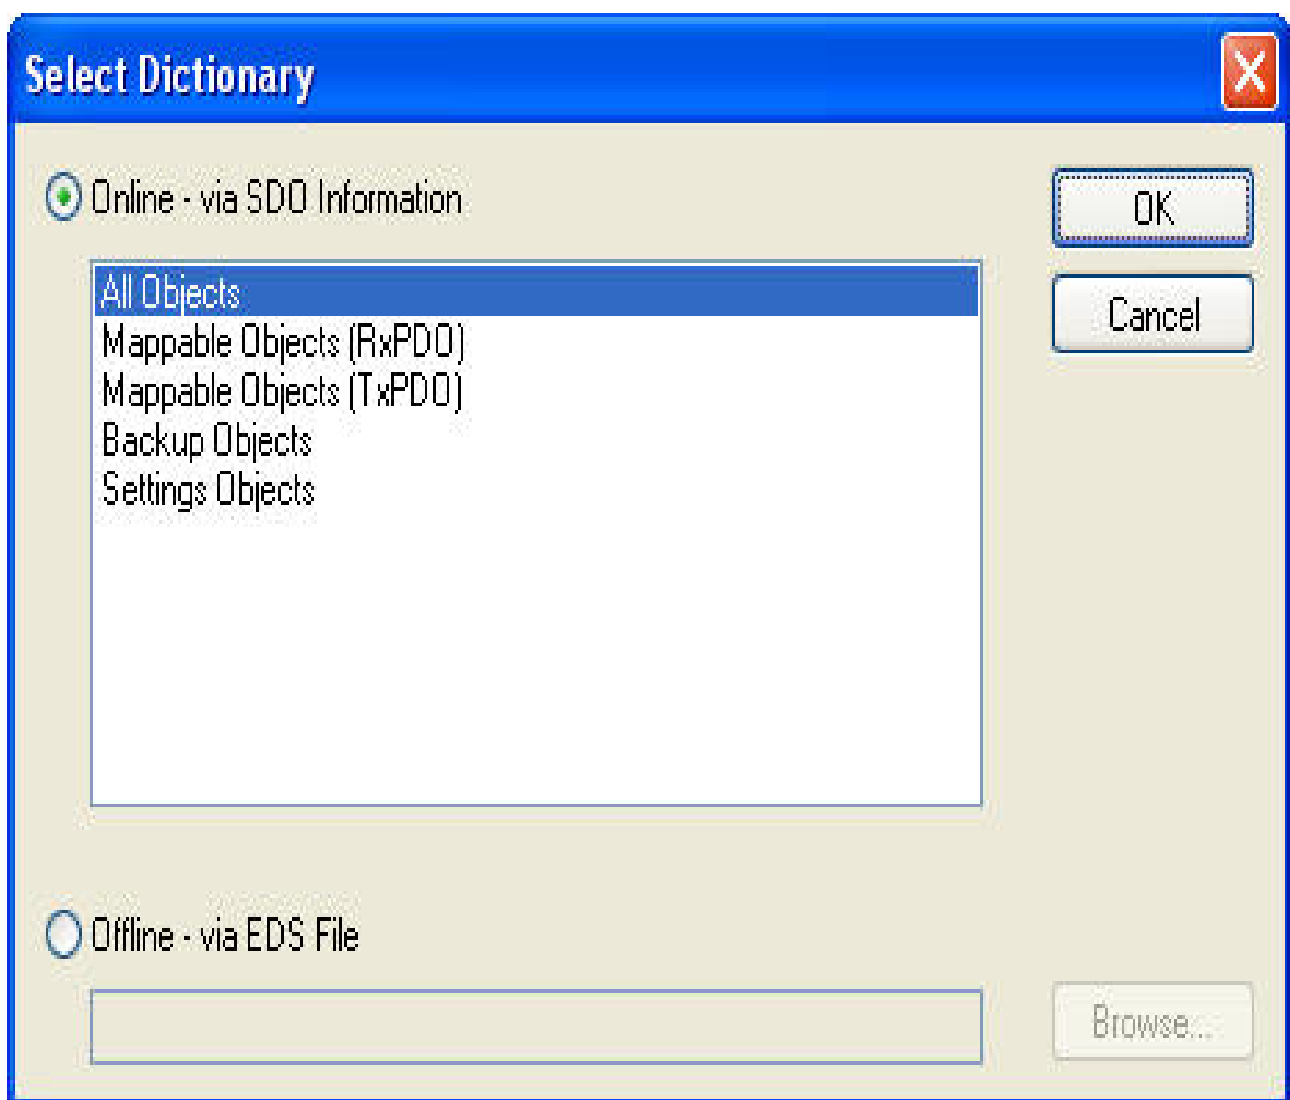 Select Dictionary
Online - via SDO Information
OK
All Objects
Cancel
Mappable Objects (RxPDO)
Mappable Objects (TxPDO)
Backup Objects
Settings Objects
Offline - via EDS File
Browse...